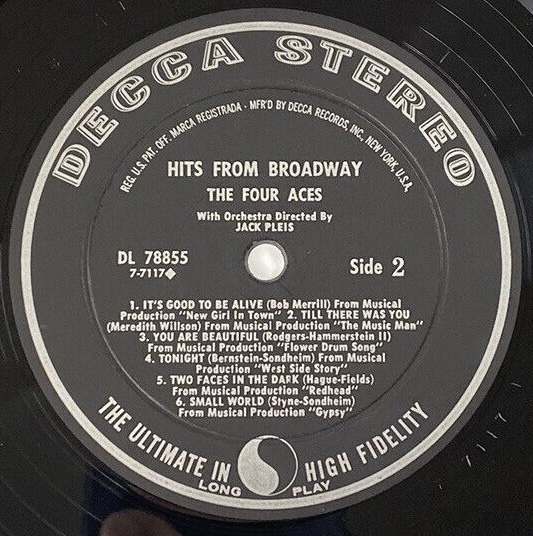 DECCA STEREO
REG. U.S. PAT. OFF. MARCA REGISTRADA - MFR'D BY DECCA RECORDS, INC., NEW YORK, U.S.A.
HITS FROM BROADWAY
THE FOUR ACES
With Orchestra Directed By
JACK PLEIS
DL 78855
7-7117◆
Side 2
1. IT'S GOOD TO BE ALIVE (Bob Merrill) From Musical
Production "New Girl In Town" 2. TILL THERE WAS YOU
(Meredith Willson) From Musical Production "The Music Man"
3. YOU ARE BEAUTIFUL (Rodgers-Hammerstein II)
From Musical Production "Flower Drum Song"
4. TONIGHT (Bernstein-Sondheim) From Musical
Production "West Side Story"
5. TWO FACES IN THE DARK (Hague-Fields)
From Musical Production "Redhead"
6. SMALL WORLD (Styne-Sondheim)
From Musical Production "Gypsy"
THE ULTIMATE IN HIGH FIDELITY
LONG PLAY
7117